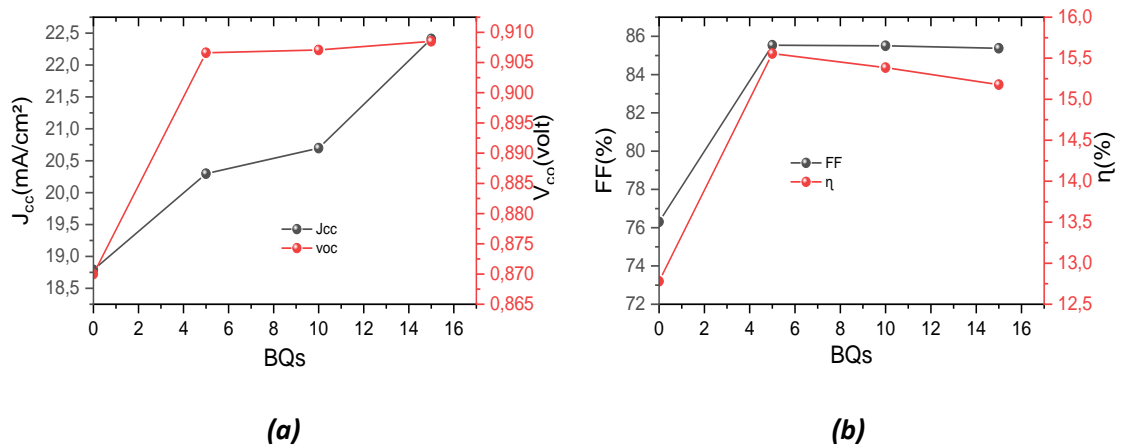 22,5
22,0
21,5
21,0
20,5
20,0
19,5
19,0
18,5
J_cc(mA/cm²)
0,910
0,905
0,900
0,895
0,890
0,885
0,880
0,875
0,870
0,865
V_co(volt)
Jcc
voc
0 2 4 6 8 10 12 14 16
BQs
(a)
86
84
82
80
78
76
74
72
FF(%)
16,0
15,5
15,0
14,5
14,0
13,5
13,0
12,5
η(%)
FF
η
0 2 4 6 8 10 12 14 16
BQs
(b)